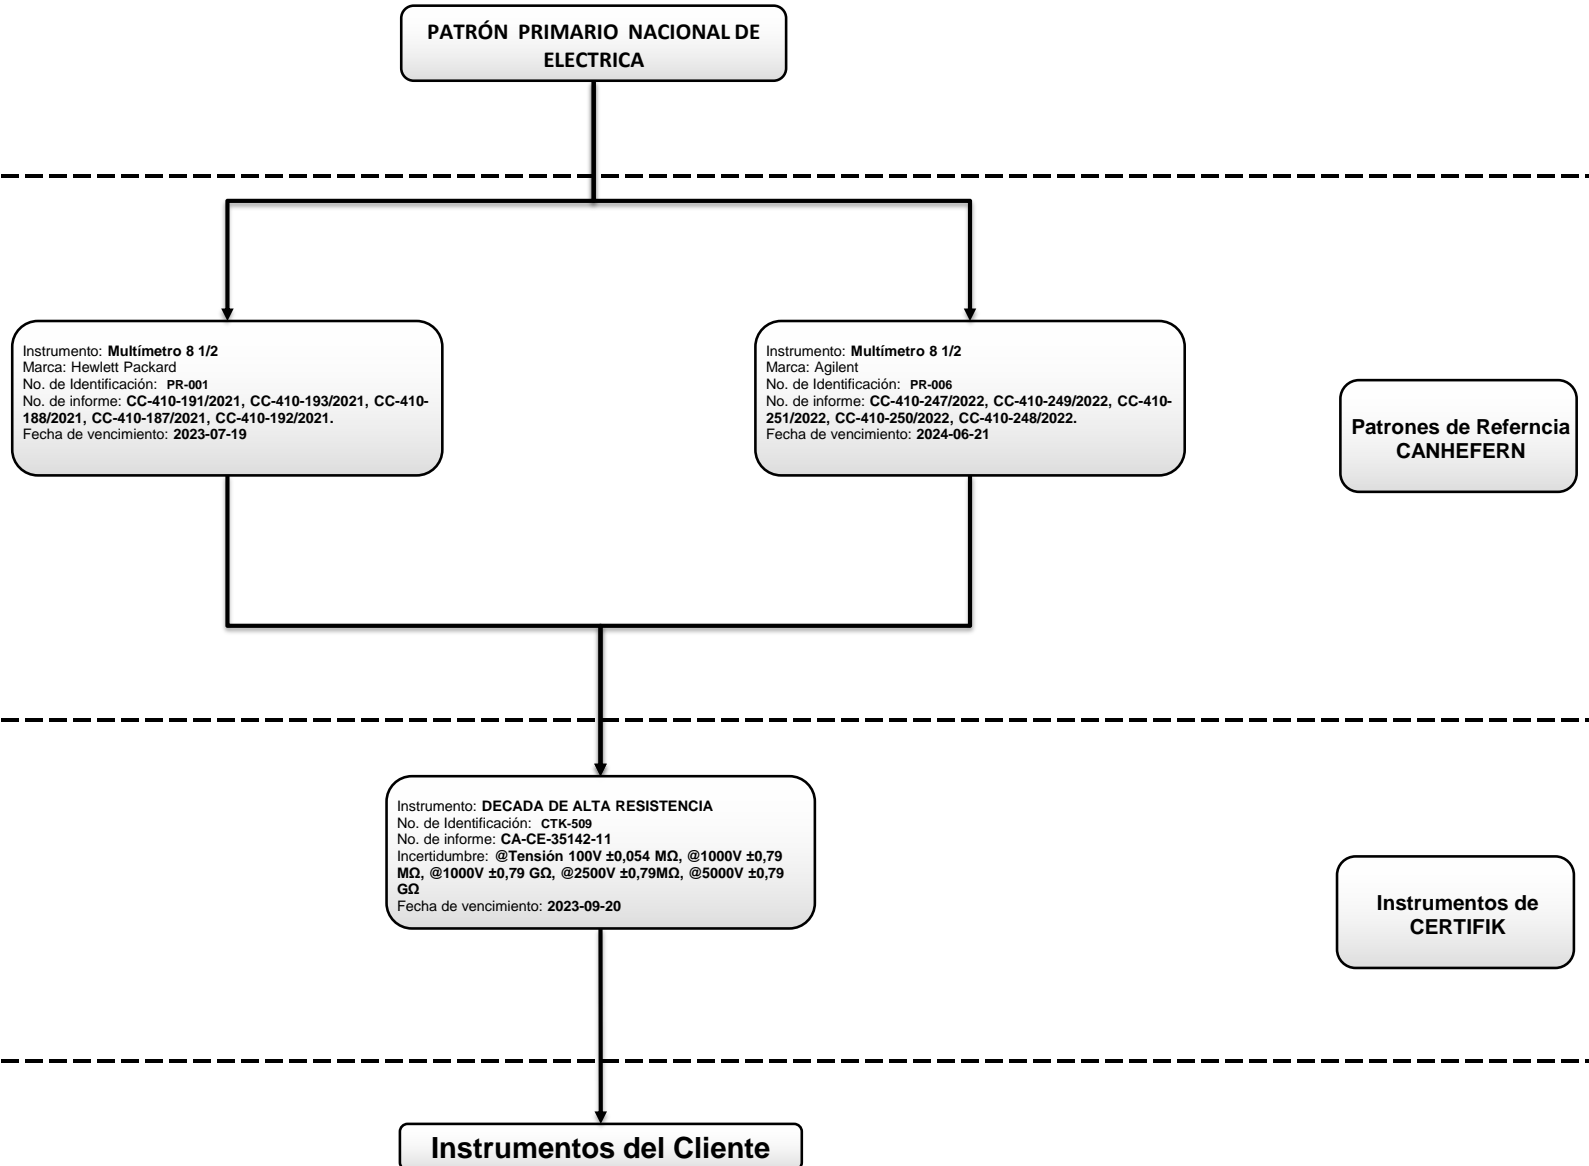 PATRÓN PRIMARIO NACIONAL DE
ELECTRICA
Instrumento: Multímetro 8 1/2
Marca: Hewlett Packard
No. de Identificación: PR-001
No. de informe: CC-410-191/2021, CC-410-193/2021, CC-410-
188/2021, CC-410-187/2021, CC-410-192/2021.
Fecha de vencimiento: 2023-07-19
Instrumento: Multímetro 8 1/2
Marca: Agilent
No. de Identificación: PR-006
No. de informe: CC-410-247/2022, CC-410-249/2022, CC-410-
251/2022, CC-410-250/2022, CC-410-248/2022.
Fecha de vencimiento: 2024-06-21
Patrones de Referncia
CANHEFERN
Instrumento: DECADA DE ALTA RESISTENCIA
No. de Identificación: CTK-509
No. de informe: CA-CE-35142-11
Incertidumbre: @Tensión 100V ±0,054 MΩ, @1000V ±0,79
MΩ, @1000V ±0,79 GΩ, @2500V ±0,79MΩ, @5000V ±0,79
GΩ
Fecha de vencimiento: 2023-09-20
Instrumentos de
CERTIFIK
Instrumentos del Cliente